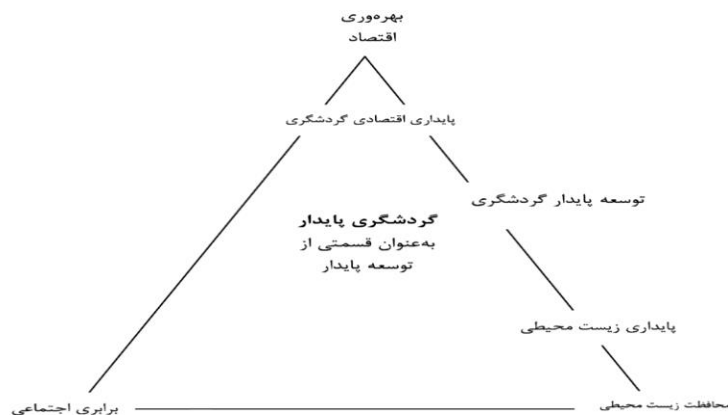 بهره‌وری
اقتصاد
پایداری اقتصادی گردشگری
توسعه پایدار گردشگری
گردشگری پایدار
به‌عنوان قسمتی از
توسعه پایدار
پایداری زیست محیطی
محافظت زیست محیطی
برابری اجتماعی